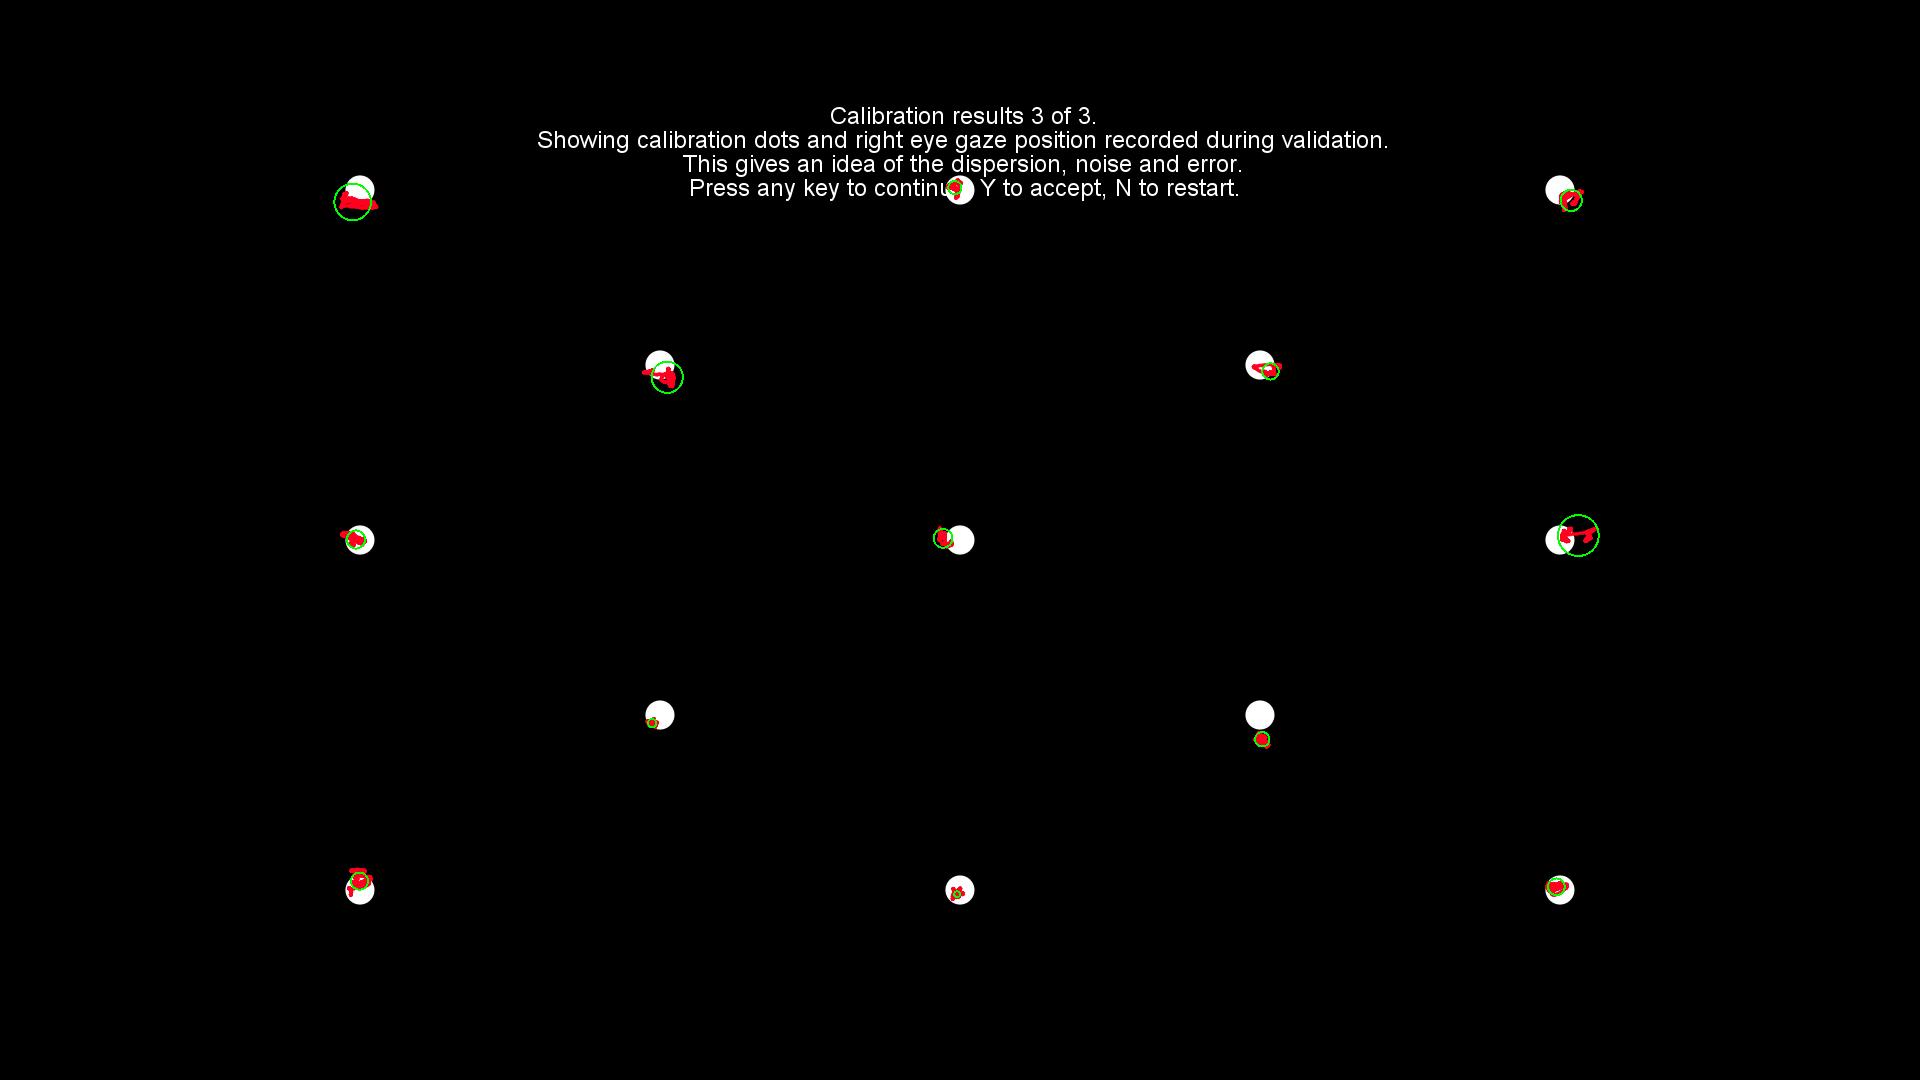 Calibration results 3 of 3.
Showing calibration dots and right eye gaze position recorded during validation.
This gives an idea of the dispersion, noise and error.
Press any key to continu Y to accept, N to restart.